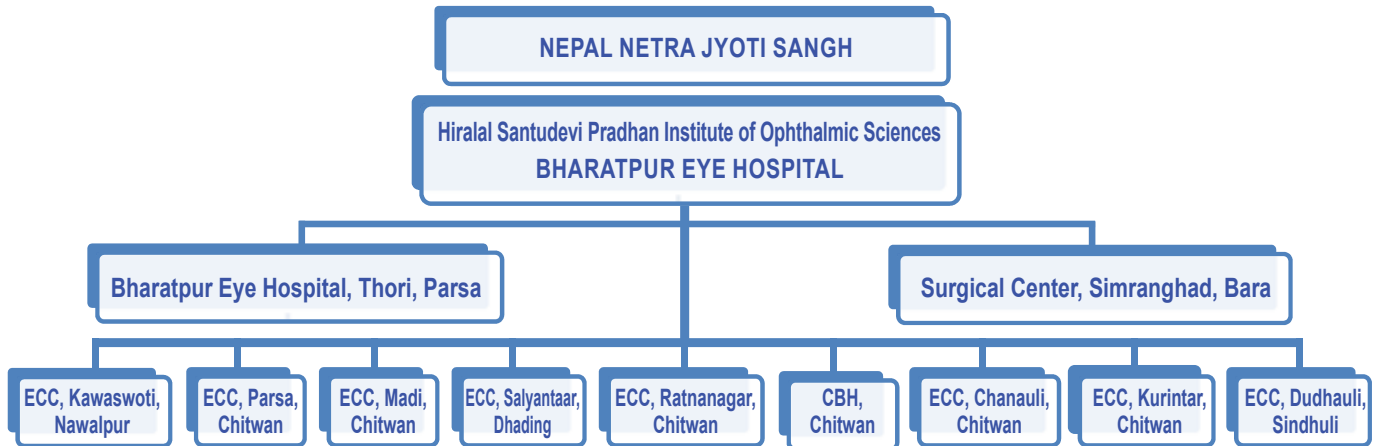 NEPAL NETRA JYOTI SANGH
Hiralal Santudevi Pradhan Institute of Ophthalmic Sciences
BHARATPUR EYE HOSPITAL
Bharatpur Eye Hospital, Thori, Parsa
Surgical Center, Simranghad, Bara
ECC, Kawaswoti,
Nawalpur
ECC, Parsa,
Chitwan
ECC, Madi,
Chitwan
ECC, Salyantaar,
Dhading
ECC, Ratnanagar,
Chitwan
CBH,
Chitwan
ECC, Chanauli,
Chitwan
ECC, Kurintar,
Chitwan
ECC, Dudhauli,
Sindhuli